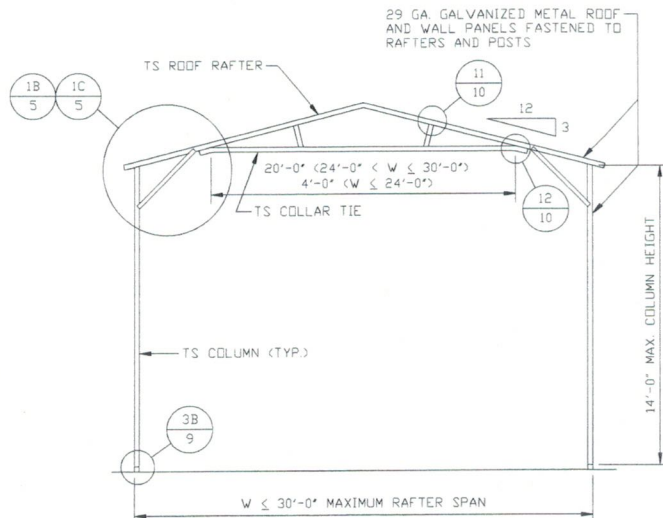 29 GA. GALVANIZED METAL ROOF
AND WALL PANELS FASTENED TO
RAFTERS AND POSTS
TS ROOF RAFTER
1B
5
1C
5
11
10
12
3
20'-0" (24'-0" < W ≤ 30'-0")
4'-0" (W ≤ 24'-0")
TS COLLAR TIE
12
10
14'-0" MAX. COLUMN HEIGHT
TS COLUMN (TYP.)
3B
9
W ≤ 30'-0" MAXIMUM RAFTER SPAN